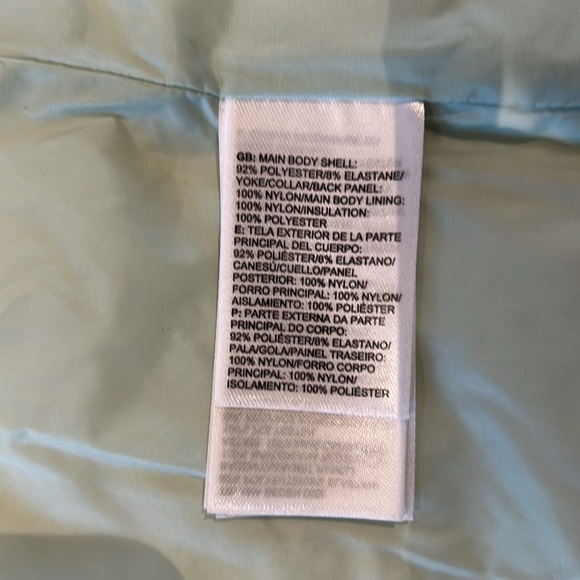 GB: MAIN BODY SHELL:
92% POLYESTER/8% ELASTANE/
YOKE/COLLAR/BACK PANEL:
100% NYLON/MAIN BODY LINING:
100% NYLON/INSULATION:
100% POLYESTER
E: TELA EXTERIOR DE LA PARTE
PRINCIPAL DEL CUERPO:
92% POLIÉSTER/8% ELASTANO/
CANESÚ/CUELLO/PANEL
POSTERIOR: 100% NYLON/
FORRO PRINCIPAL: 100% NYLON/
AISLAMIENTO: 100% POLIÉSTER
P: PARTE EXTERNA DA PARTE
PRINCIPAL DO CORPO:
92% POLIÉSTER/8% ELASTANO/
PALA/GOLA/PAINEL TRASEIRO:
100% NYLON/FORRO CORPO
PRINCIPAL: 100% NYLON/
ISOLAMENTO: 100% POLIÉSTER